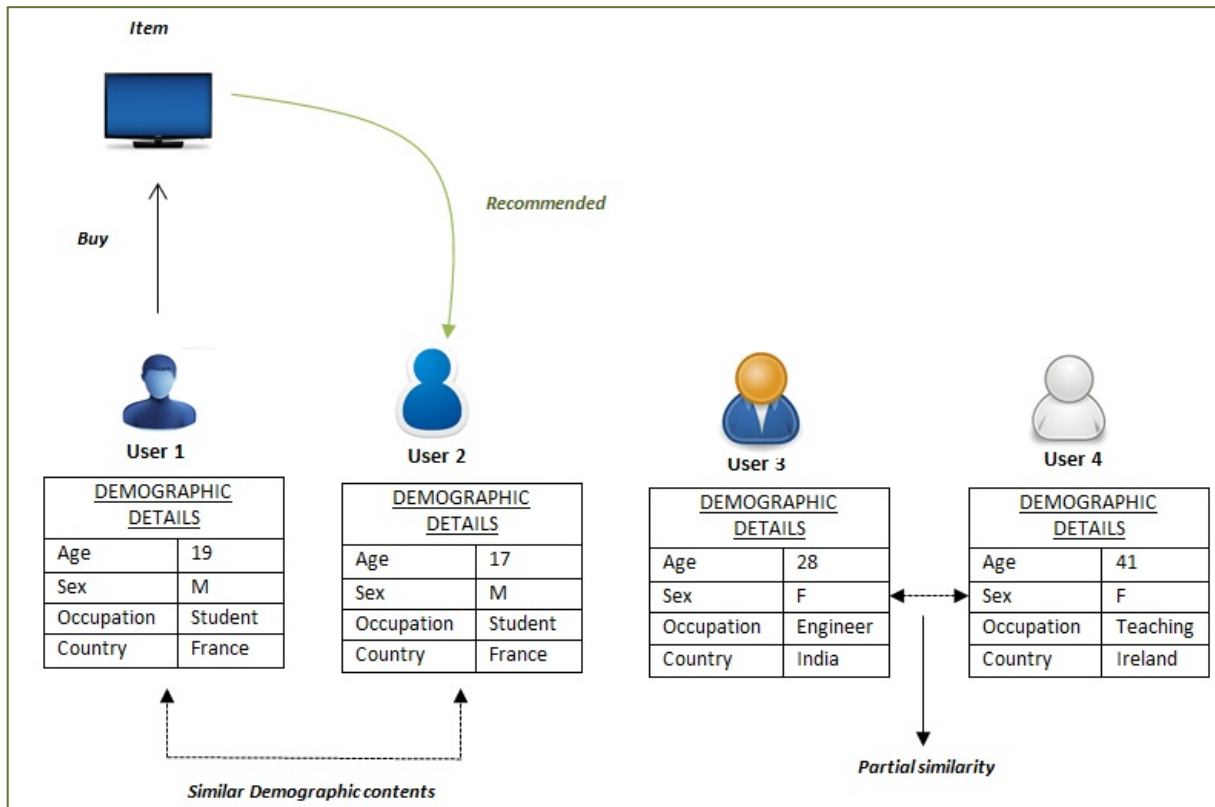 Item
Recommended
Buy
User 1
User 2
User 3
User 4
DEMOGRAPHIC
DETAILS
Age 19
Sex M
Occupation Student
Country France
DEMOGRAPHIC
DETAILS
Age 17
Sex M
Occupation Student
Country France
DEMOGRAPHIC
DETAILS
Age 28
Sex F
Occupation Engineer
Country India
DEMOGRAPHIC
DETAILS
Age 41
Sex F
Occupation Teaching
Country Ireland
Similar Demographic contents
Partial similarity